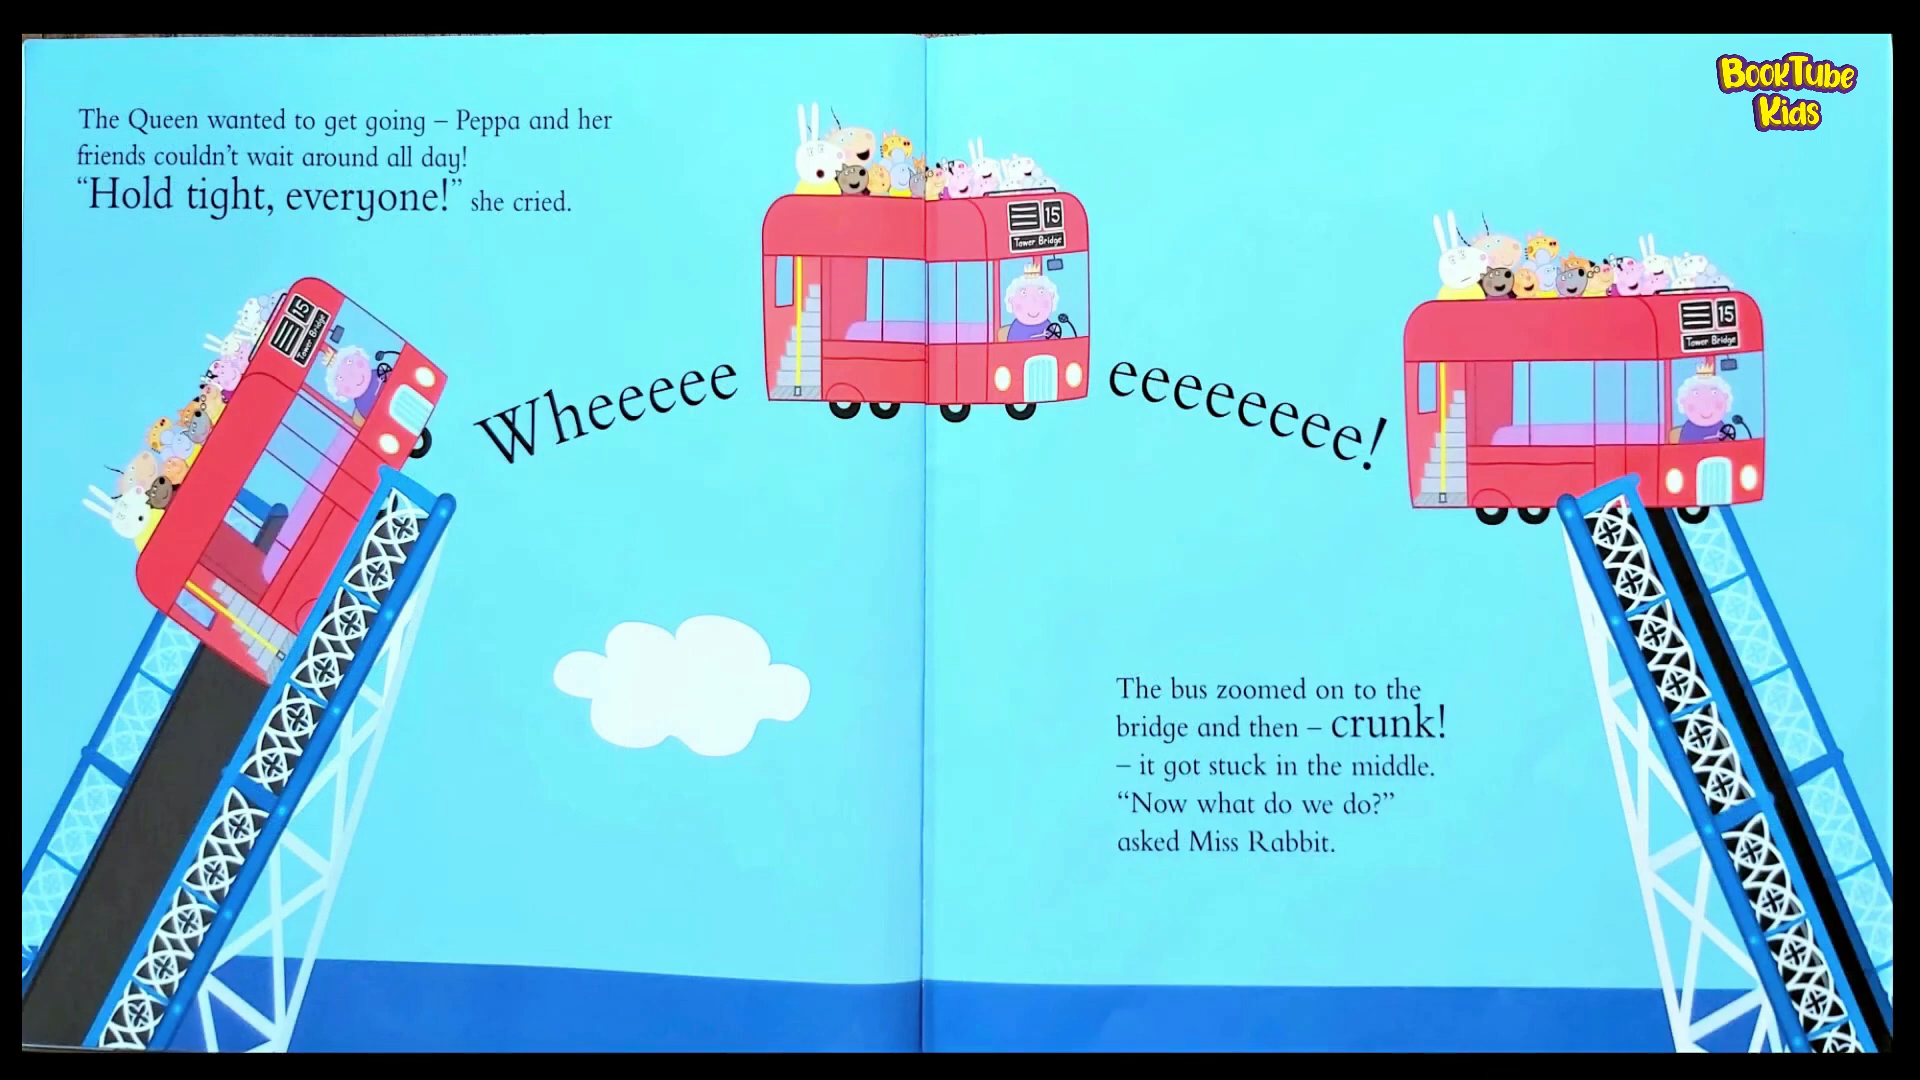 BookTube
Kids
The Queen wanted to get going – Peppa and her
friends couldn't wait around all day!
“Hold tight, everyone!” she cried.
15
Tower Bridge
Wheeeee
15
Tower Bridge
eeeeeeee!
15
Tower Bridge
The bus zoomed on to the
bridge and then – crunk!
– it got stuck in the middle.
“Now what do we do?”
asked Miss Rabbit.